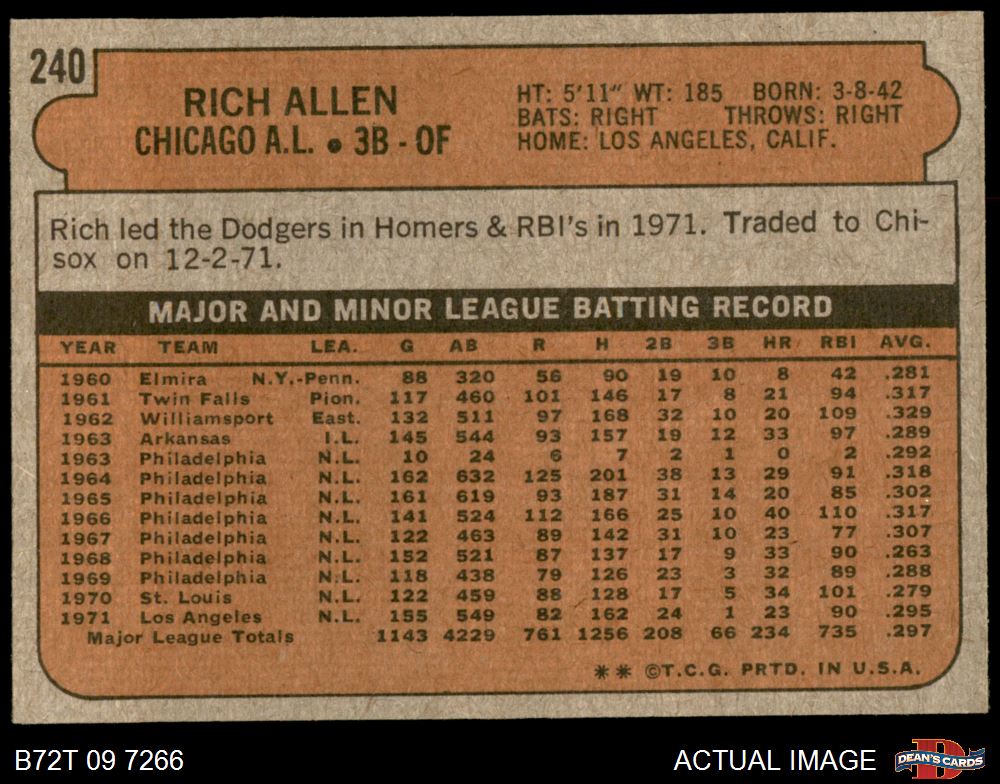 240
RICH ALLEN
CHICAGO A.L. • 3B - OF
HT: 5'11" WT: 185 BORN: 3-8-42
BATS: RIGHT THROWS: RIGHT
HOME: LOS ANGELES, CALIF.
Rich led the Dodgers in Homers & RBI's in 1971. Traded to Chi-
sox on 12-2-71.
MAJOR AND MINOR LEAGUE BATTING RECORD
YEAR TEAM LEA. G AB R H 2B 3B HR RBI AVG.
1960 Elmira N.Y.-Penn. 88 320 56 90 19 10 8 42 .281
1961 Twin Falls Pion. 117 460 101 146 17 8 21 94 .317
1962 Williamsport East. 132 511 97 168 32 10 20 109 .329
1963 Arkansas I.L. 145 544 93 157 19 12 33 97 .289
1963 Philadelphia N.L. 10 24 6 7 2 1 0 2 .292
1964 Philadelphia N.L. 162 632 125 201 38 13 29 91 .318
1965 Philadelphia N.L. 161 619 93 187 31 14 20 85 .302
1966 Philadelphia N.L. 141 524 112 166 25 10 40 110 .317
1967 Philadelphia N.L. 122 463 89 142 31 10 23 77 .307
1968 Philadelphia N.L. 152 521 87 137 17 9 33 90 .263
1969 Philadelphia N.L. 118 438 79 126 23 3 32 89 .288
1970 St. Louis N.L. 122 459 88 128 17 5 34 101 .279
1971 Los Angeles N.L. 155 549 82 162 24 1 23 90 .295
Major League Totals 1143 4229 761 1256 208 66 234 735 .297
** ©T.C.G. PRTD. IN U.S.A.
B72T 09 7266
ACTUAL IMAGE
DEAN'S CARDS